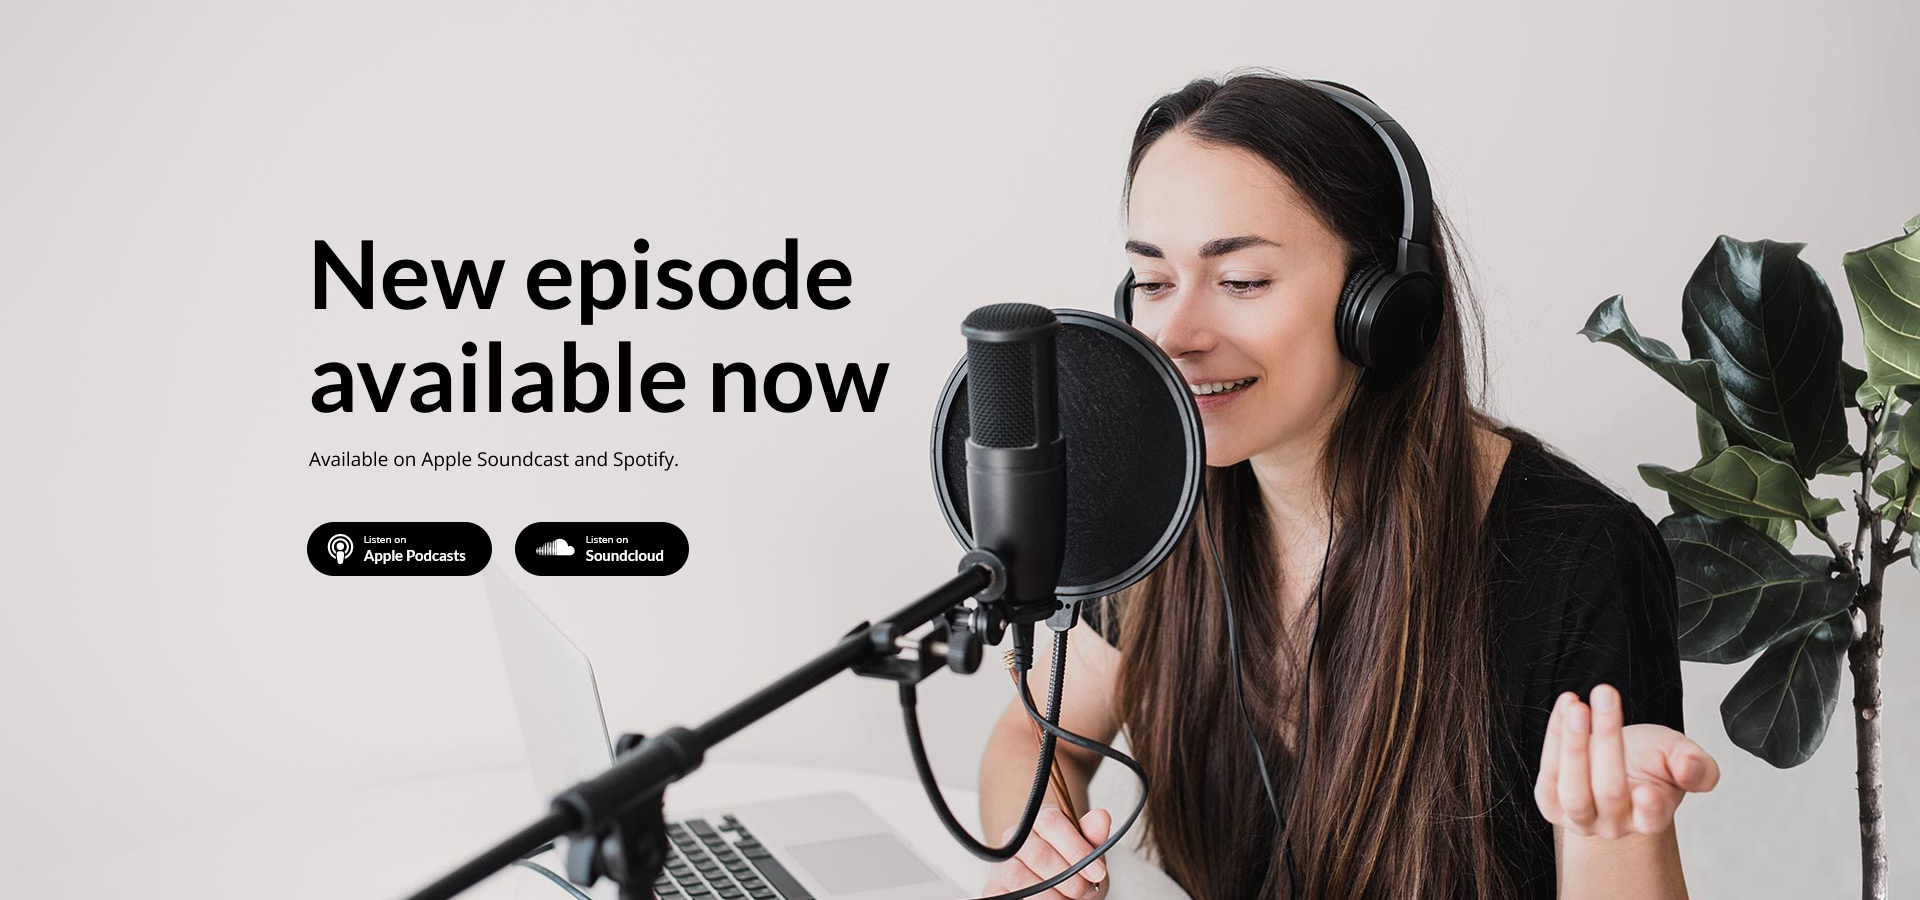 New episode
available now
Available on Apple Soundcast and Spotify.
Listen on
Apple Podcasts
Listen on
Soundcloud